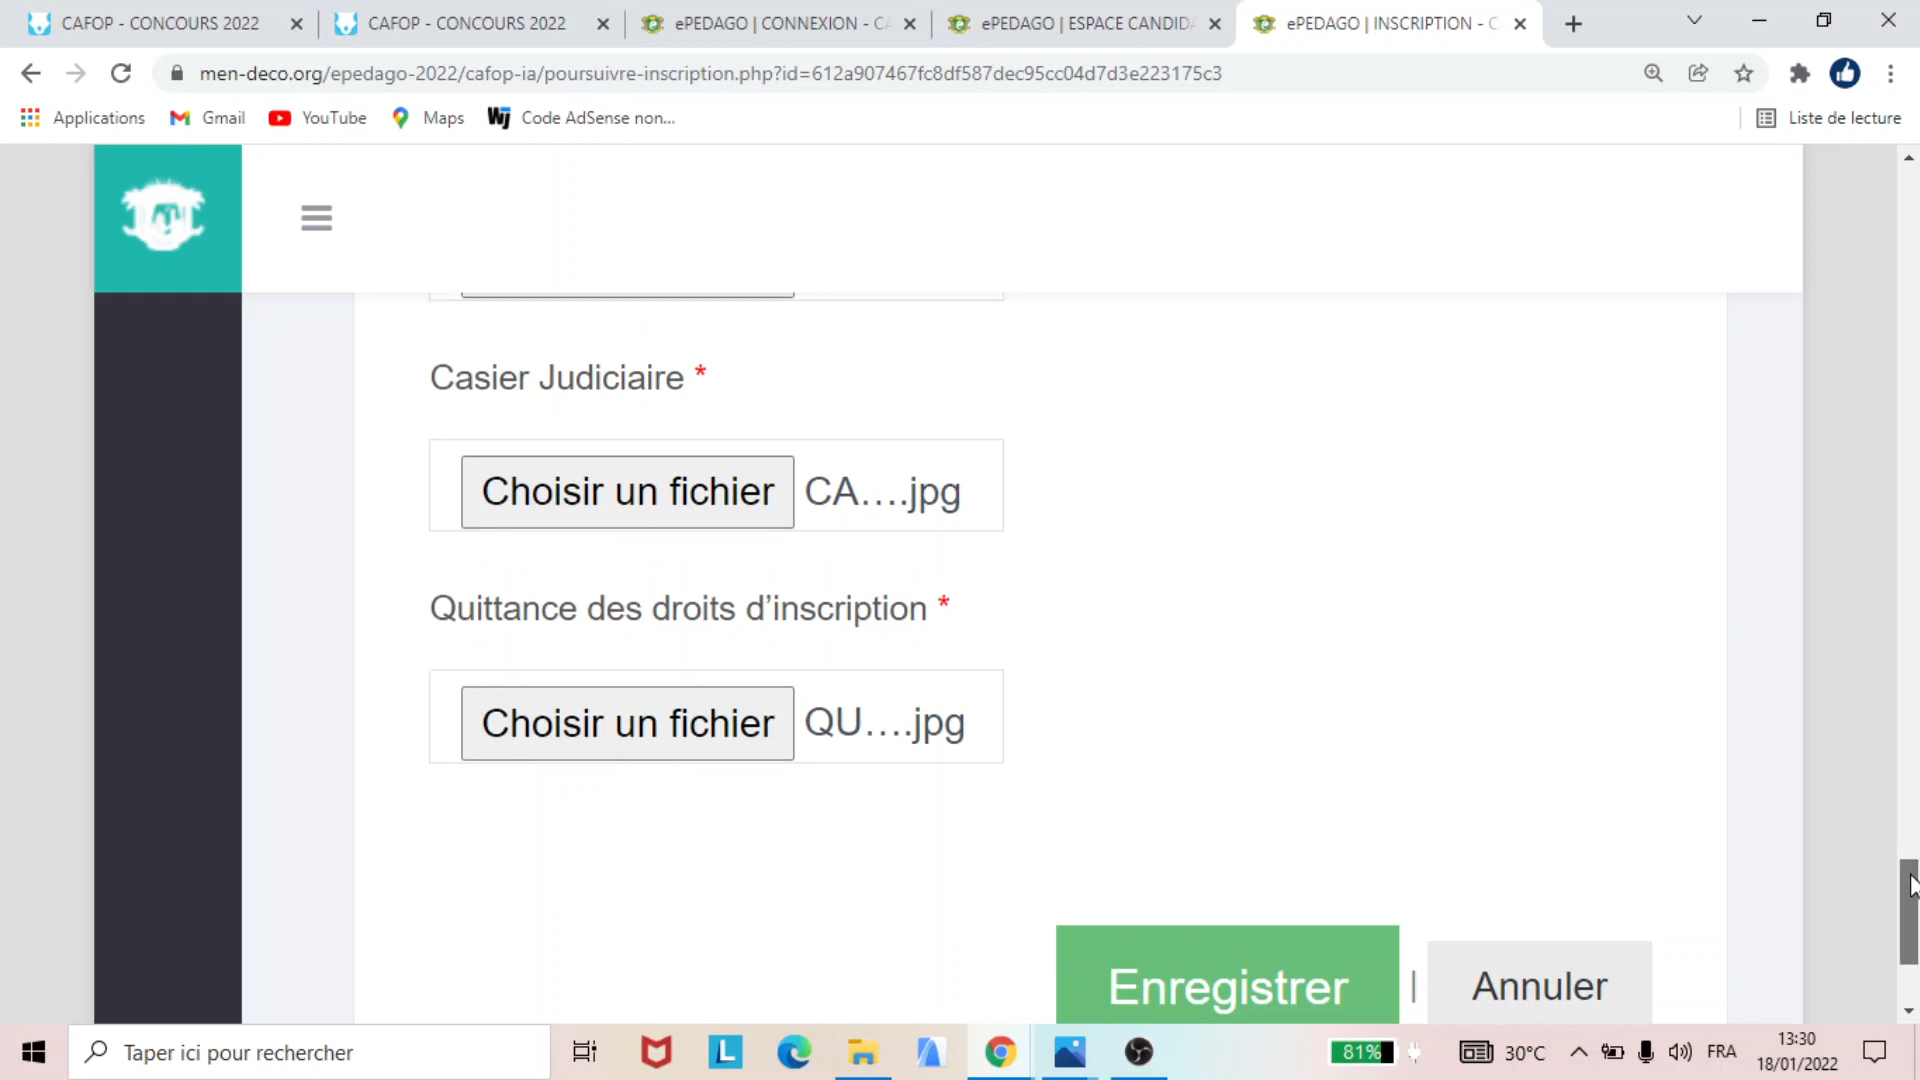 CAFOP - CONCOURS 2022
CAFOP - CONCOURS 2022
ePEDAGO | CONNEXION - CA
ePEDAGO | ESPACE CANDIDA
ePEDAGO | INSCRIPTION - C
men-deco.org/epedago-2022/cafop-ia/poursuivre-inscription.php?id=612a907467fc8df587dec95cc04d7d3e223175c3
Applications
Gmail
YouTube
Maps
Code AdSense non...
Liste de lecture
Casier Judiciaire *
Choisir un fichier CA….jpg
Quittance des droits d’inscription *
Choisir un fichier QU….jpg
Enregistrer | Annuler
Taper ici pour rechercher
81%
30°C
FRA
13:30
18/01/2022